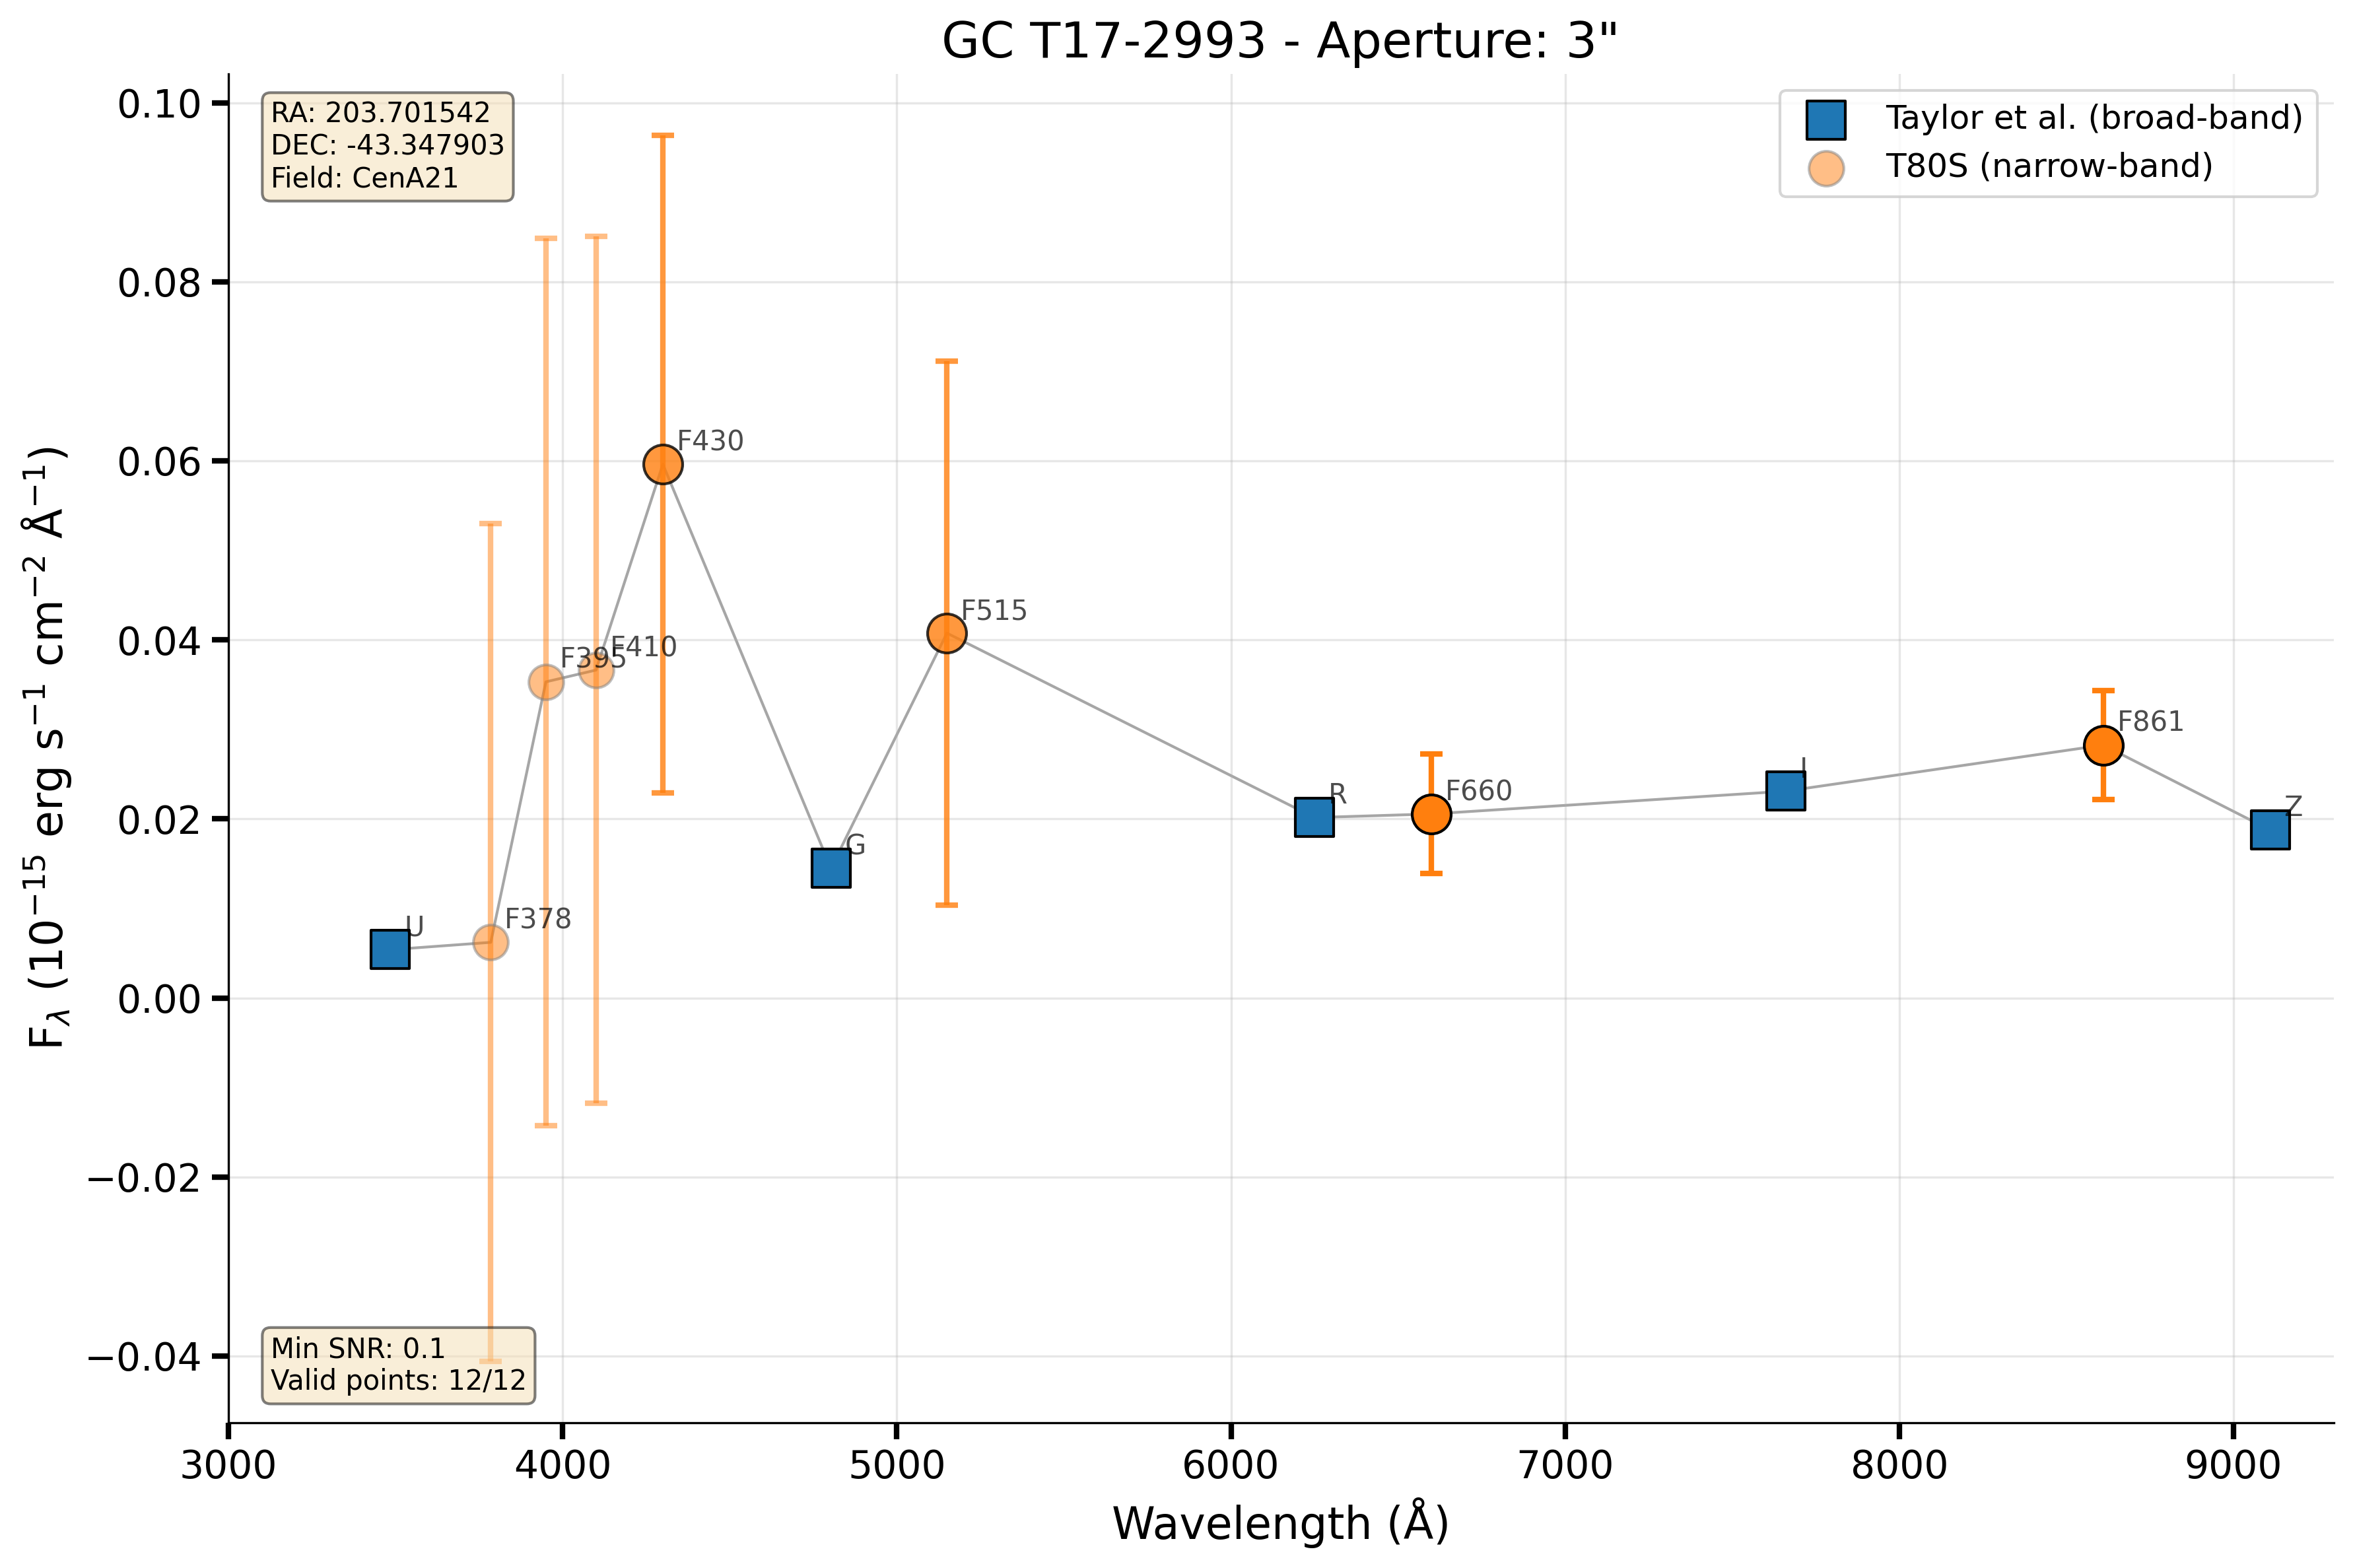 GC T17-2993 - Aperture: 3"
RA: 203.701542
DEC: -43.347903
Field: CenA21
Taylor et al. (broad-band)
T80S (narrow-band)
0.10
0.08
0.06
0.04
0.02
0.00
−0.02
−0.04
F_λ (10⁻¹⁵ erg s⁻¹ cm⁻² Å⁻¹)
U
F378
F395
F410
F430
G
F515
R
F660
I
F861
Z
Min SNR: 0.1
Valid points: 12/12
3000
4000
5000
6000
7000
8000
9000
Wavelength (Å)